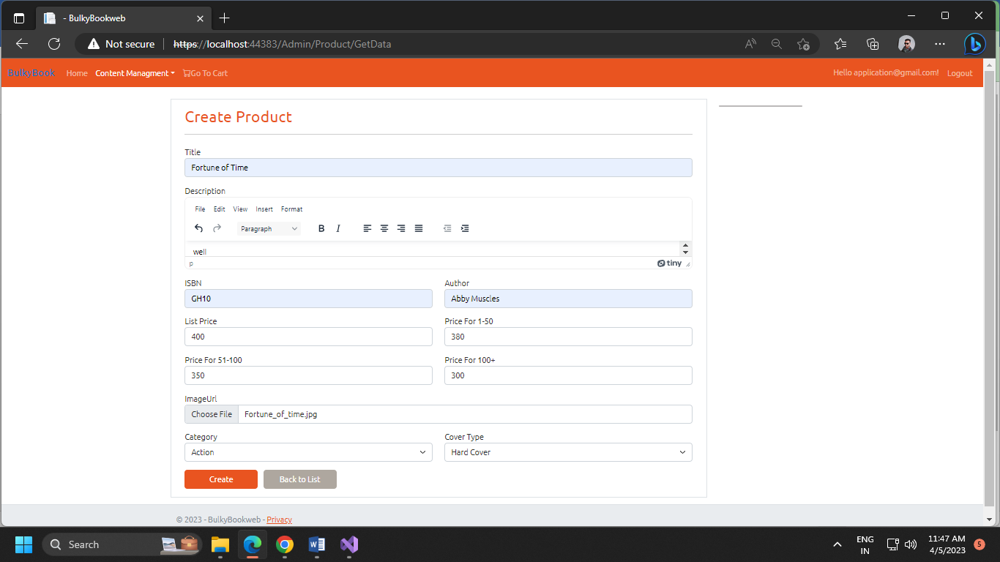 - BulkyBookweb
Not secure https://localhost:44383/Admin/Product/GetData
BulkyBook Home Content Managment Go To Cart Hello application@gmail.com! Logout
Create Product
Title
Fortune of Time
Description
File Edit View Insert Format
Paragraph B I
well
p tiny
ISBN Author
GH10 Abby Muscles
List Price Price For 1-50
400 380
Price For 51-100 Price For 100+
350 300
ImageUrl
Choose File Fortune_of_time.jpg
Category Cover Type
Action Hard Cover
Create Back to List
© 2023 - BulkyBookweb - Privacy
Search ENG IN 11:47 AM 4/5/2023 5